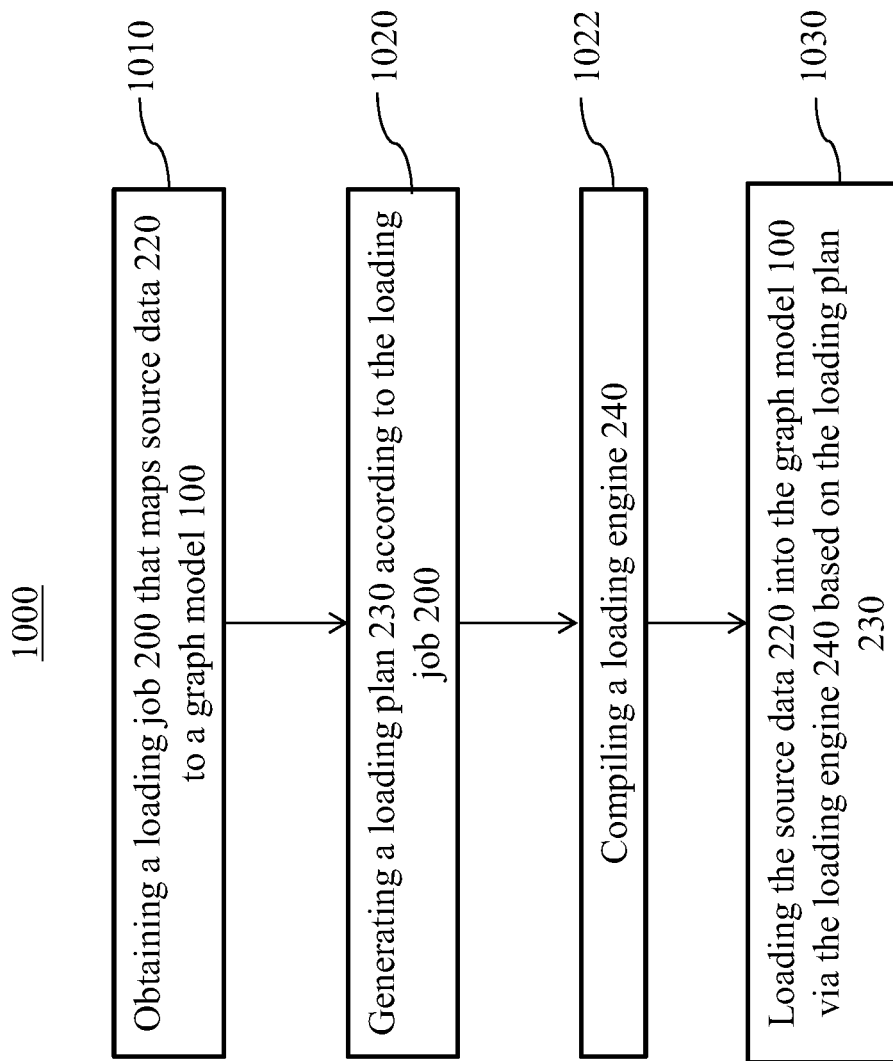 1000
Obtaining a loading job 200 that maps source data 220
to a graph model 100
1010
Generating a loading plan 230 according to the loading
job 200
1020
Compiling a loading engine 240
1022
Loading the source data 220 into the graph model 100
via the loading engine 240 based on the loading plan
230
1030